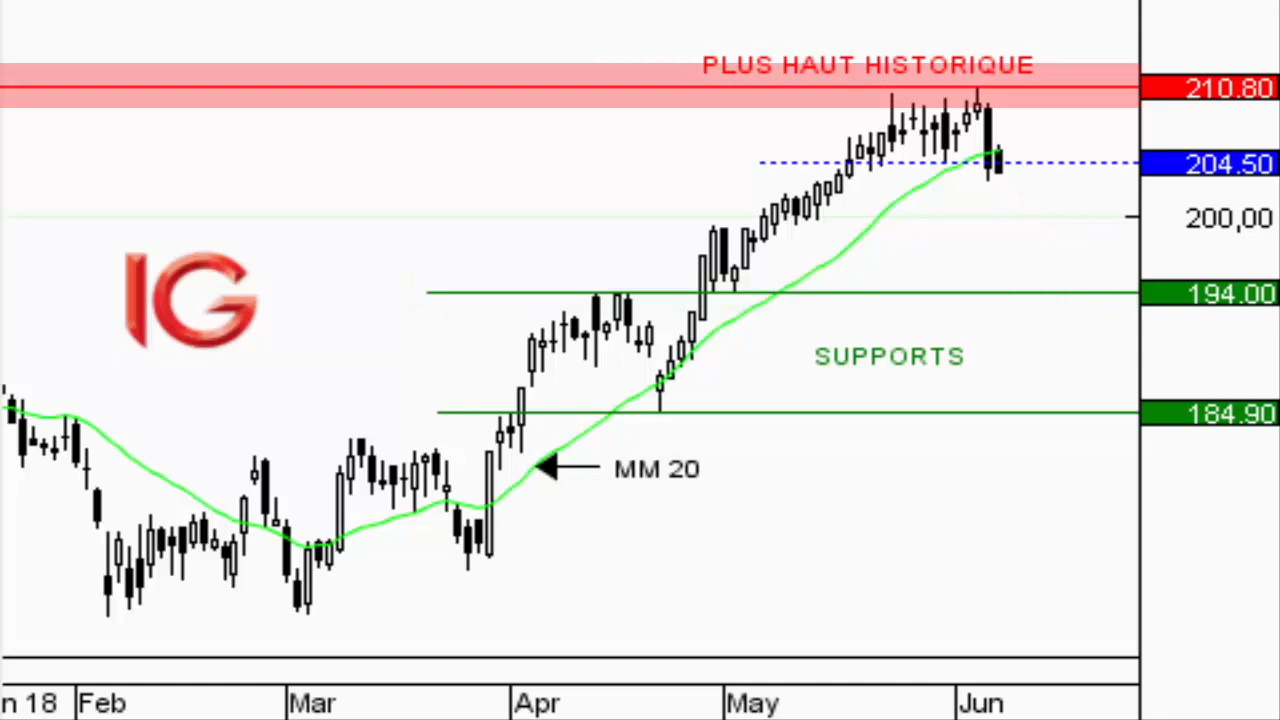 PLUS HAUT HISTORIQUE
210.80
204.50
200,00
IG
194.00
SUPPORTS
184.90
MM 20
n 18
Feb
Mar
Apr
May
Jun